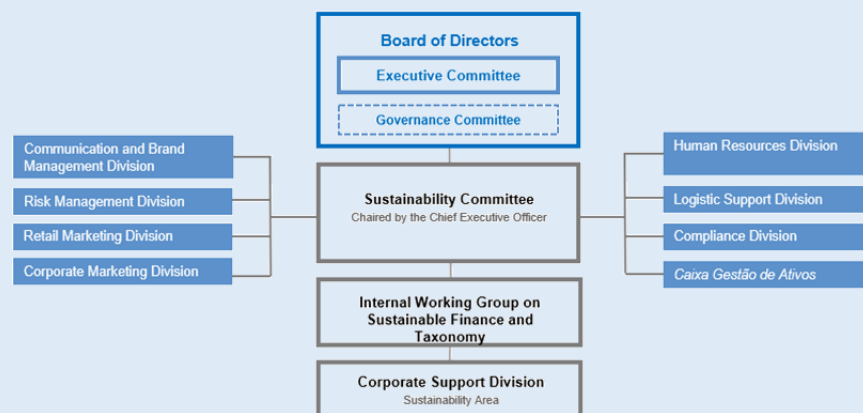 Board of Directors
Executive Committee
Governance Committee
Communication and Brand
Management Division
Risk Management Division
Retail Marketing Division
Corporate Marketing Division
Sustainability Committee
Chaired by the Chief Executive Officer
Human Resources Division
Logistic Support Division
Compliance Division
Caixa Gestão de Ativos
Internal Working Group on
Sustainable Finance and
Taxonomy
Corporate Support Division
Sustainability Area